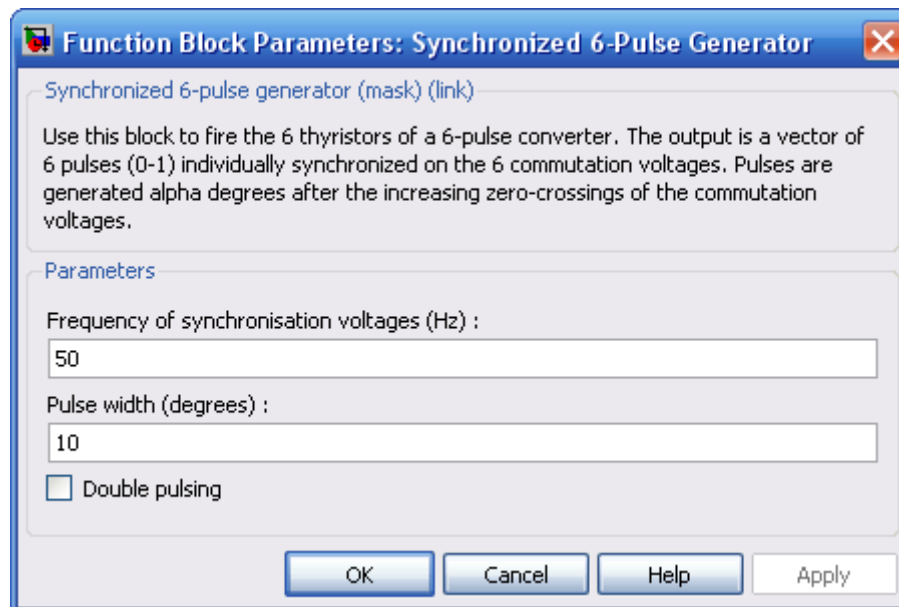 Function Block Parameters: Synchronized 6-Pulse Generator
Synchronized 6-pulse generator (mask) (link)
Use this block to fire the 6 thyristors of a 6-pulse converter. The output is a vector of
6 pulses (0-1) individually synchronized on the 6 commutation voltages. Pulses are
generated alpha degrees after the increasing zero-crossings of the commutation
voltages.
Parameters
Frequency of synchronisation voltages (Hz) :
50
Pulse width (degrees) :
10
Double pulsing
OK Cancel Help Apply